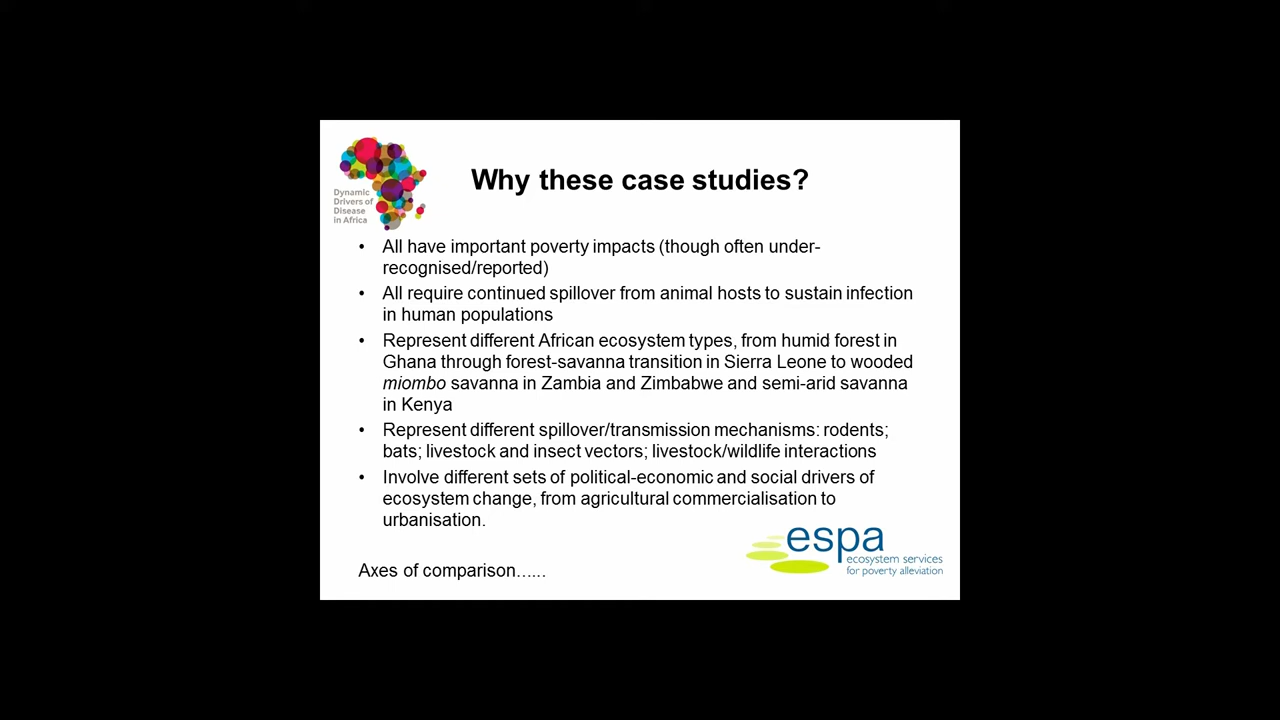 Dynamic
Drivers of
Disease
in Africa
Why these case studies?
• All have important poverty impacts (though often under-
recognised/reported)
• All require continued spillover from animal hosts to sustain infection
in human populations
• Represent different African ecosystem types, from humid forest in
Ghana through forest-savanna transition in Sierra Leone to wooded
miombo savanna in Zambia and Zimbabwe and semi-arid savanna
in Kenya
• Represent different spillover/transmission mechanisms: rodents;
bats; livestock and insect vectors; livestock/wildlife interactions
• Involve different sets of political-economic and social drivers of
ecosystem change, from agricultural commercialisation to
urbanisation.
espa
ecosystem services
for poverty alleviation
Axes of comparison......